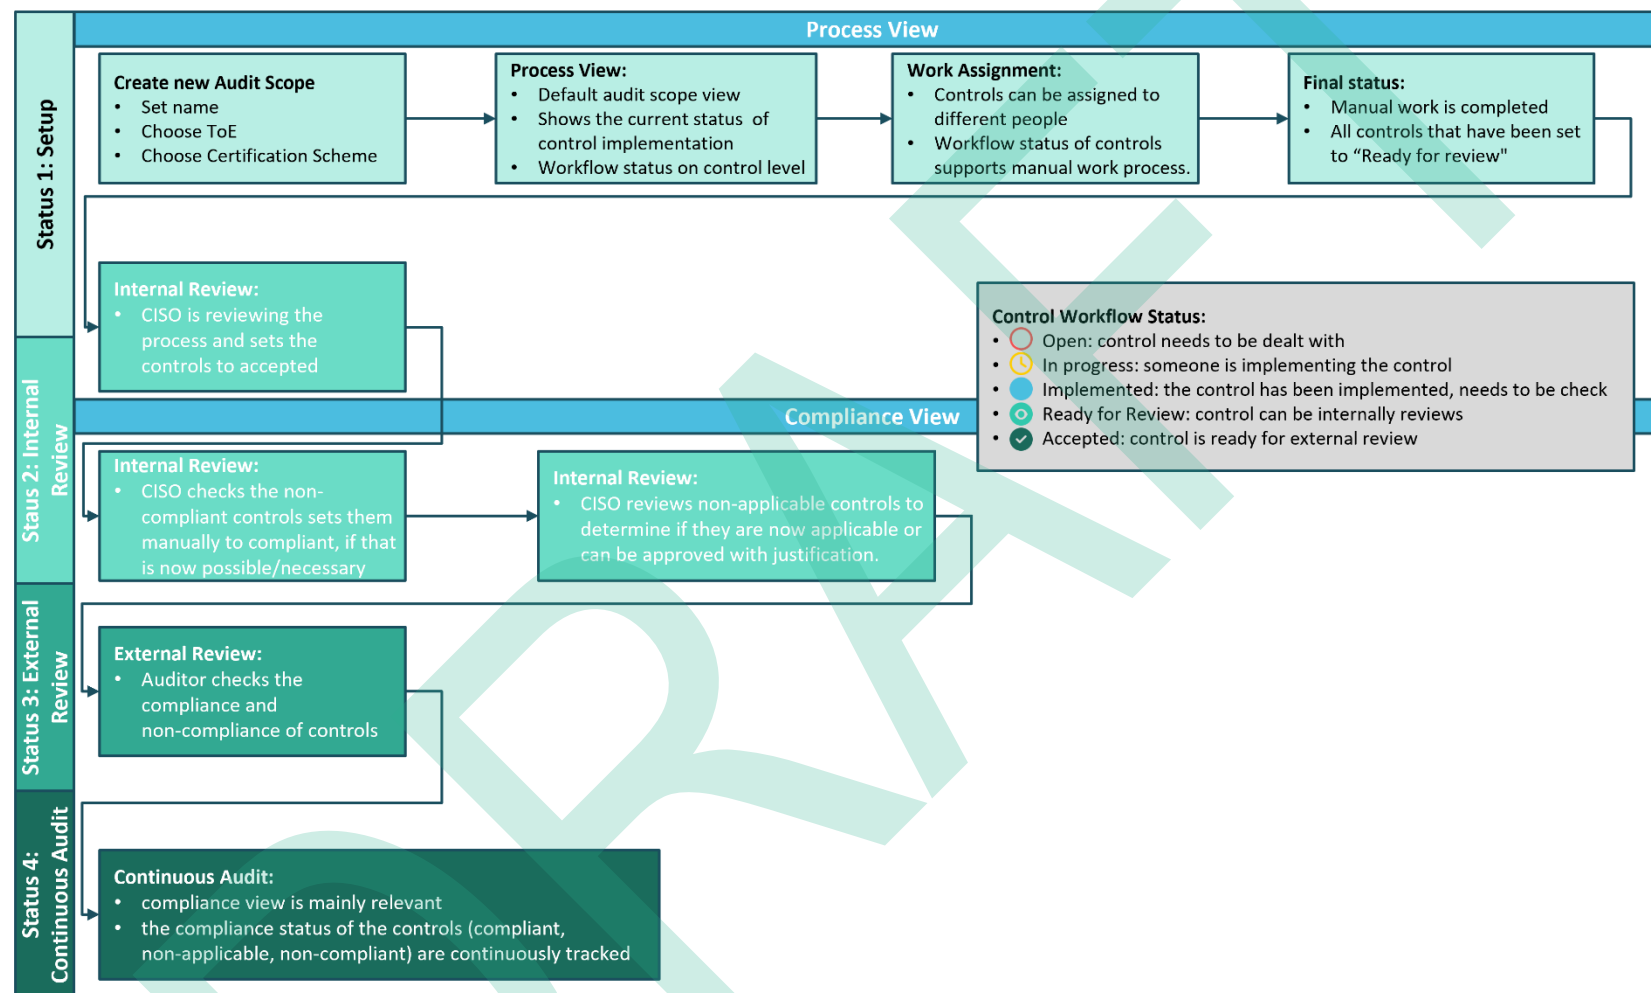 Process View
Status 1: Setup
Create new Audit Scope
• Set name
• Choose ToE
• Choose Certification Scheme
Process View:
• Default audit scope view
• Shows the current status of
control implementation
• Workflow status on control level
Work Assignment:
• Controls can be assigned to
different people
• Workflow status of controls
supports manual work process.
Final status:
• Manual work is completed
• All controls that have been set
to “Ready for review"
Internal Review:
• CISO is reviewing the
process and sets the
controls to accepted
Control Workflow Status:
• Open: control needs to be dealt with
• In progress: someone is implementing the control
• Implemented: the control has been implemented, needs to be check
• Ready for Review: control can be internally reviews
• Accepted: control is ready for external review
Compliance View
Staus 2: Internal
Review
Internal Review:
• CISO checks the non-
compliant controls sets them
manually to compliant, if that
is now possible/necessary
Internal Review:
• CISO reviews non-applicable controls to
determine if they are now applicable or
can be approved with justification.
Status 3: External
Review
External Review:
• Auditor checks the
compliance and
non-compliance of controls
Status 4:
Continuous Audit
Continuous Audit:
• compliance view is mainly relevant
• the compliance status of the controls (compliant,
non-applicable, non-compliant) are continuously tracked
DRAFT